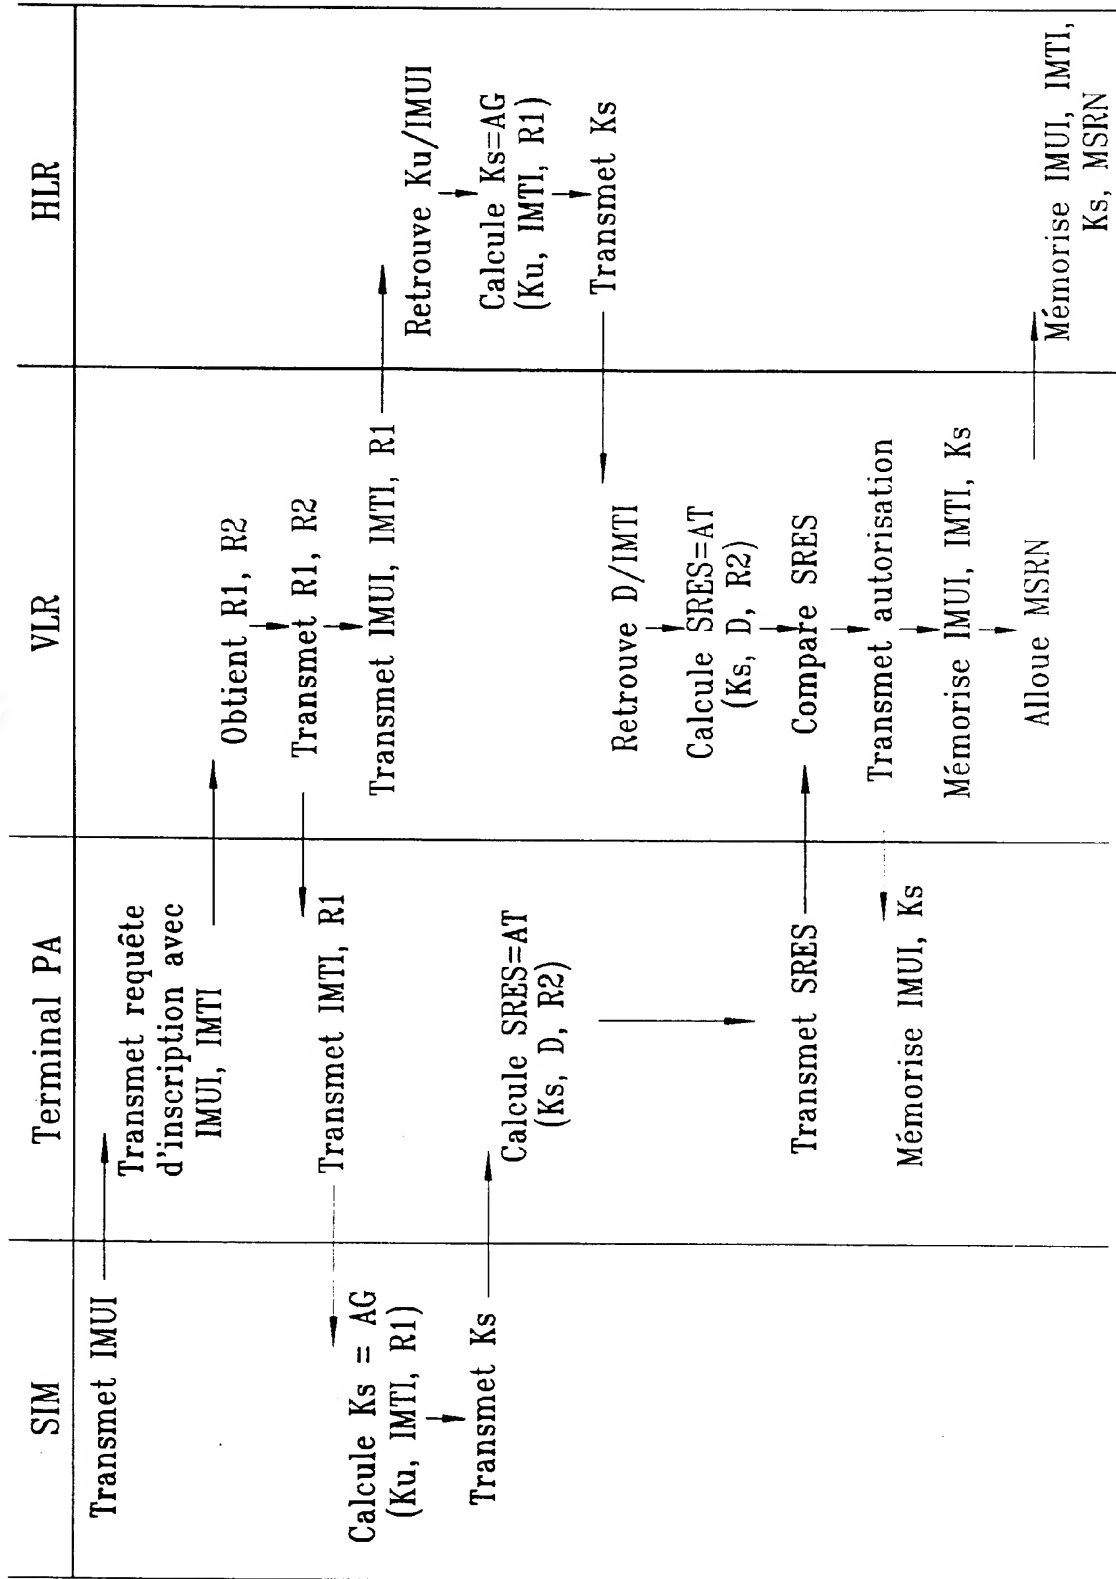 SIM
Terminal PA
VLR
HLR
Transmet IMUI
Transmet requête
d'inscription avec
IMUI, IMTI
Obtient R1, R2
Transmet R1, R2
Transmet IMUI, IMTI, R1
Retrouve Ku/IMUI
Calcule Ks=AG
(Ku, IMTI, R1)
Transmet Ks
Transmet IMTI, R1
Calcule Ks = AG
(Ku, IMTI, R1)
Transmet Ks
Calcule SRES=AT
(Ks, D, R2)
Transmet SRES
Retrouve D/IMTI
Calcule SRES=AT
(Ks, D, R2)
Compare SRES
Transmet autorisation
Mémorise IMUI, IMTI, Ks
Alloue MSRN
Mémorise IMUI, Ks
Mémorise IMUI, IMTI,
Ks, MSRN